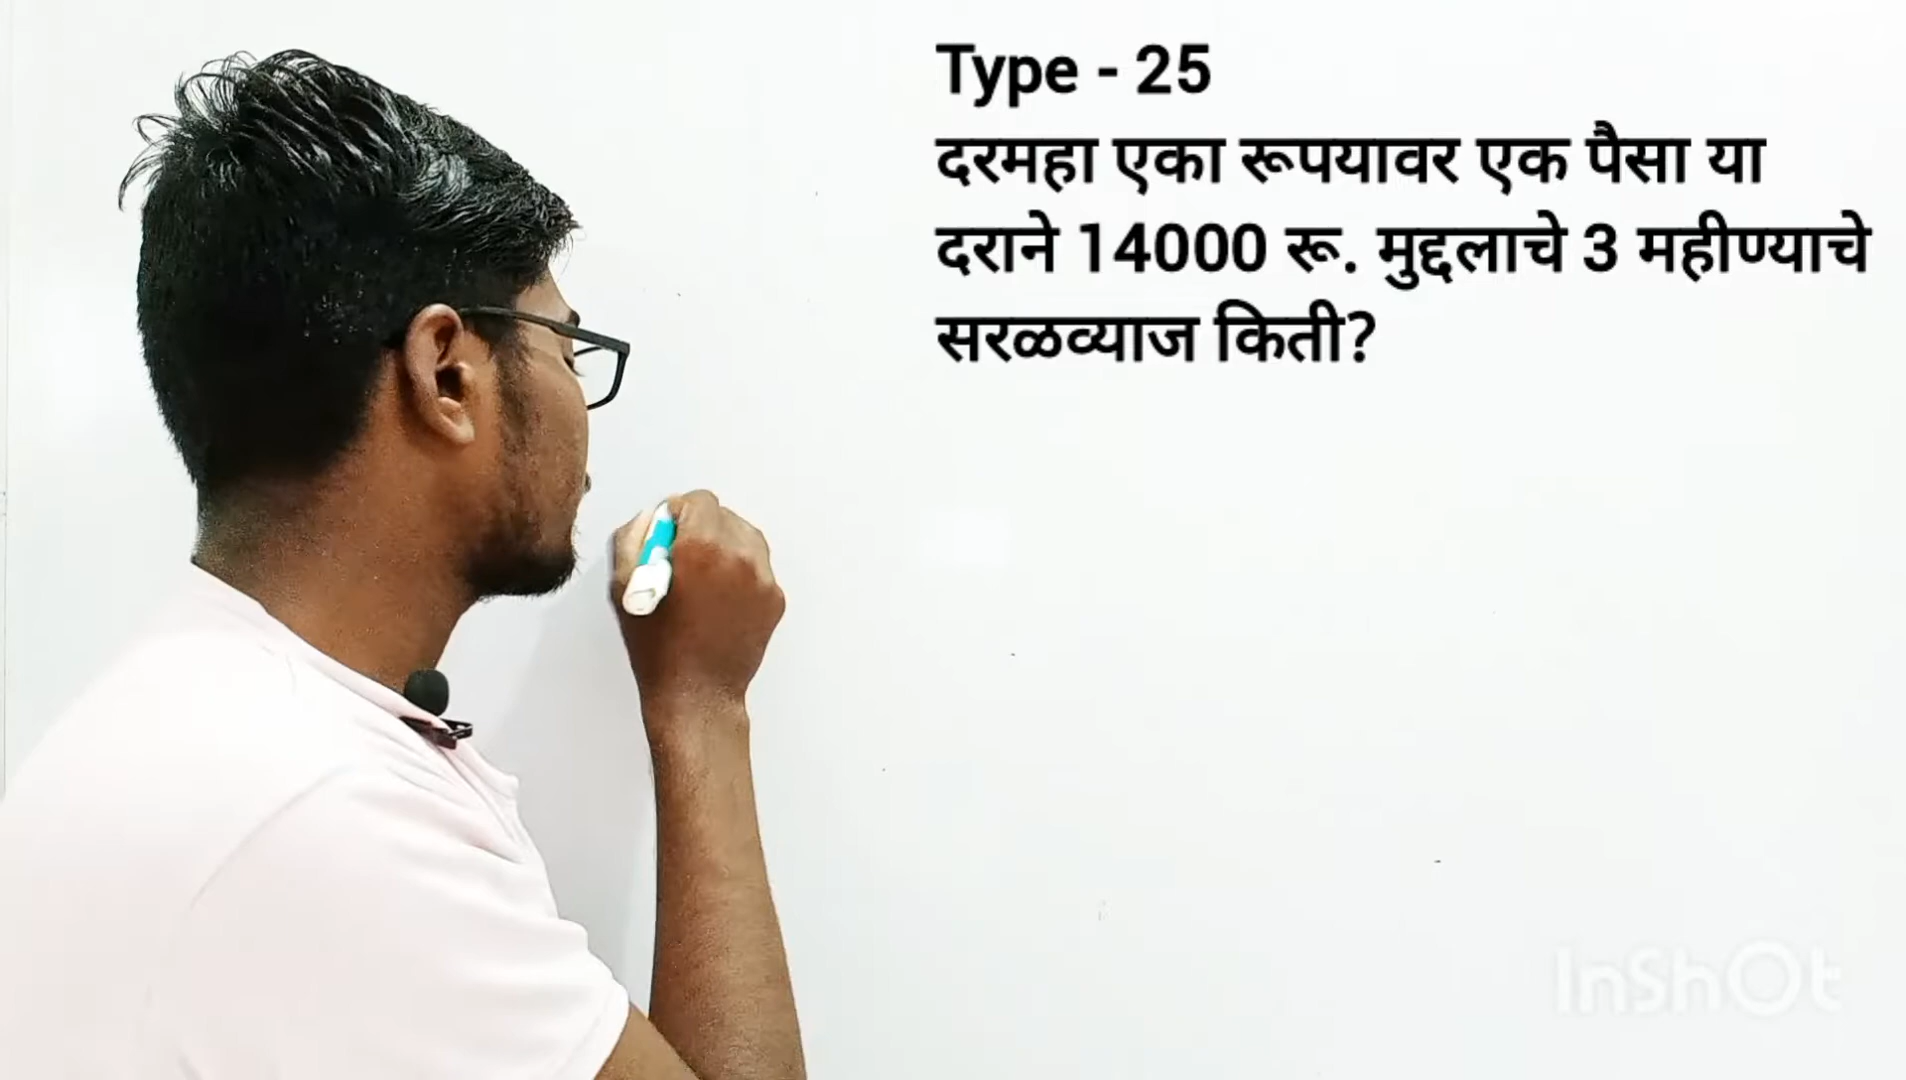 Type - 25
दरमहा एका रूपयावर एक पैसा या
दराने 14000 रू. मुद्दलाचे 3 महीण्याचे
सरळव्याज किती?
InShOt